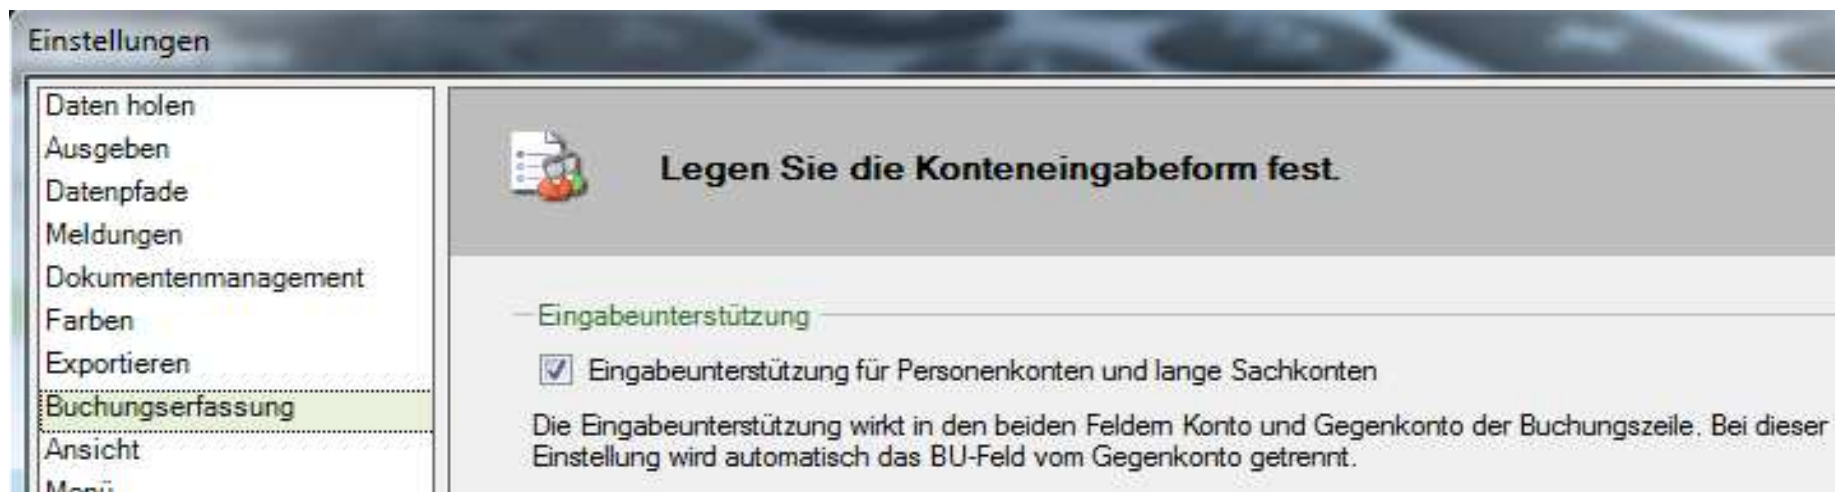 Einstellungen
Daten holen
Ausgeben
Datenpfade
Meldungen
Dokumentenmanagement
Farben
Exportieren
Buchungserfassung
Ansicht
Menü
Legen Sie die Konteneingabeform fest.
Eingabeunterstützung
Eingabeunterstützung für Personenkonten und lange Sachkonten
Die Eingabeunterstützung wirkt in den beiden Feldern Konto und Gegenkonto der Buchungszeile. Bei dieser
Einstellung wird automatisch das BU-Feld vom Gegenkonto getrennt.